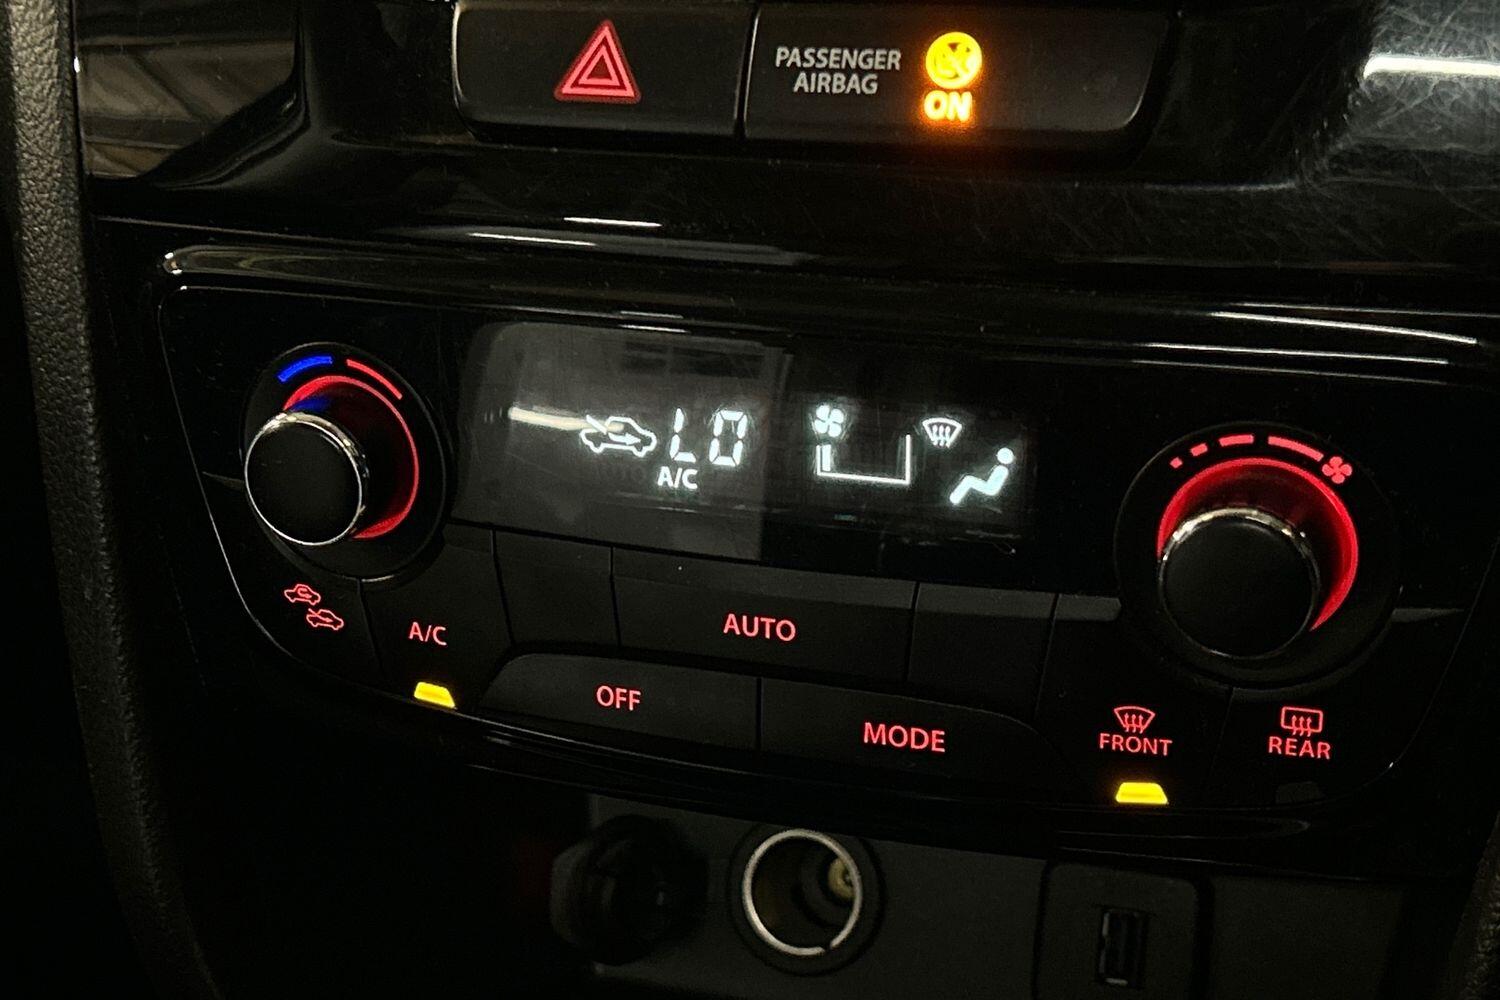 PASSENGER
AIRBAG
ON
LO
A/C
A/C
AUTO
OFF
MODE
FRONT
REAR